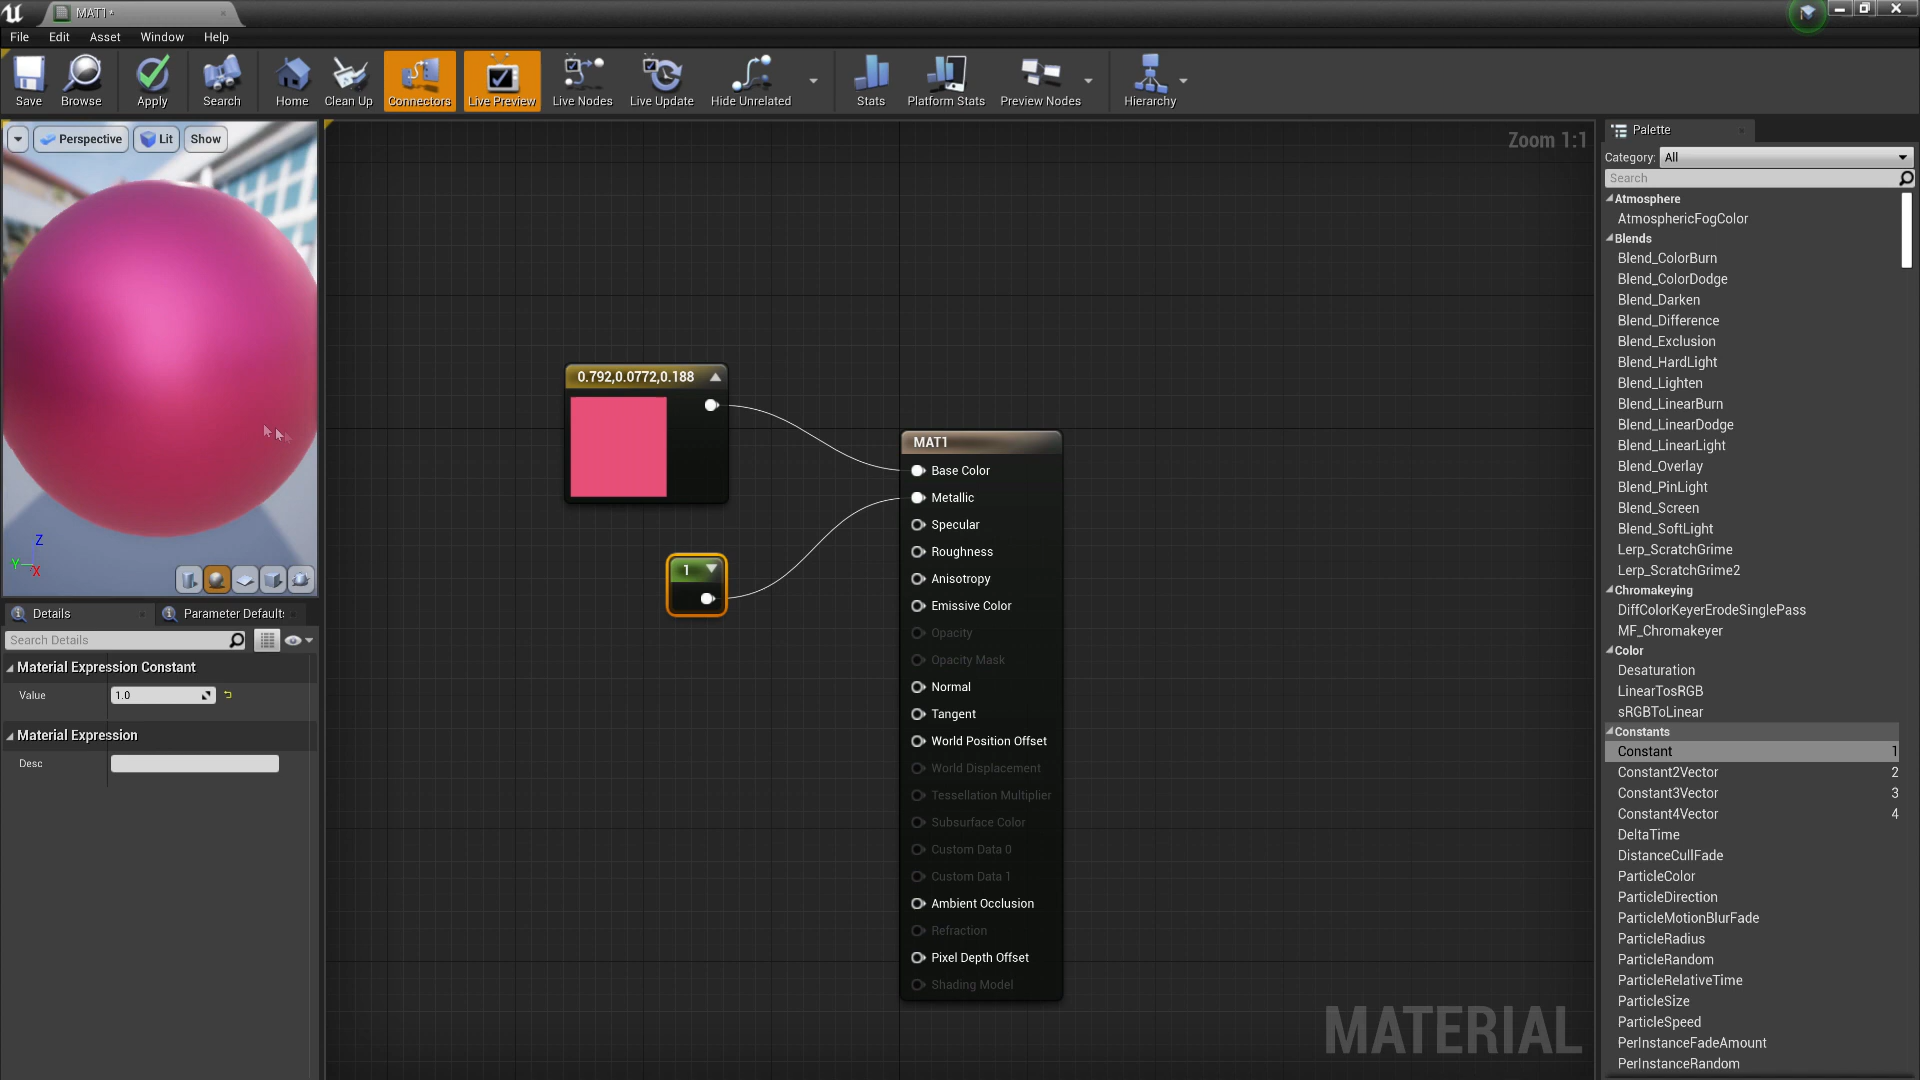 MAT1*
File Edit Asset Window Help
Save Browse Apply Search Home Clean Up Connectors Live Preview Live Nodes Live Update Hide Unrelated Stats Platform Stats Preview Nodes Hierarchy
Perspective Lit Show
Z
Y
X
Details Parameter Defaults
Search Details
Material Expression Constant
Value 1.0
Material Expression
Desc
Zoom 1:1
0.792,0.0772,0.188
1
MAT1
Base Color
Metallic
Specular
Roughness
Anisotropy
Emissive Color
Opacity
Opacity Mask
Normal
Tangent
World Position Offset
World Displacement
Tessellation Multiplier
Subsurface Color
Custom Data 0
Custom Data 1
Ambient Occlusion
Refraction
Pixel Depth Offset
Shading Model
MATERIAL
Palette
Category: All
Search
Atmosphere
AtmosphericFogColor
Blends
Blend_ColorBurn
Blend_ColorDodge
Blend_Darken
Blend_Difference
Blend_Exclusion
Blend_HardLight
Blend_Lighten
Blend_LinearBurn
Blend_LinearDodge
Blend_LinearLight
Blend_Overlay
Blend_PinLight
Blend_Screen
Blend_SoftLight
Lerp_ScratchGrime
Lerp_ScratchGrime2
Chromakeying
DiffColorKeyerErodeSinglePass
MF_Chromakeyer
Color
Desaturation
LinearTosRGB
sRGBToLinear
Constants
Constant 1
Constant2Vector 2
Constant3Vector 3
Constant4Vector 4
DeltaTime
DistanceCullFade
ParticleColor
ParticleDirection
ParticleMotionBlurFade
ParticleRadius
ParticleRandom
ParticleRelativeTime
ParticleSize
ParticleSpeed
PerInstanceFadeAmount
PerInstanceRandom